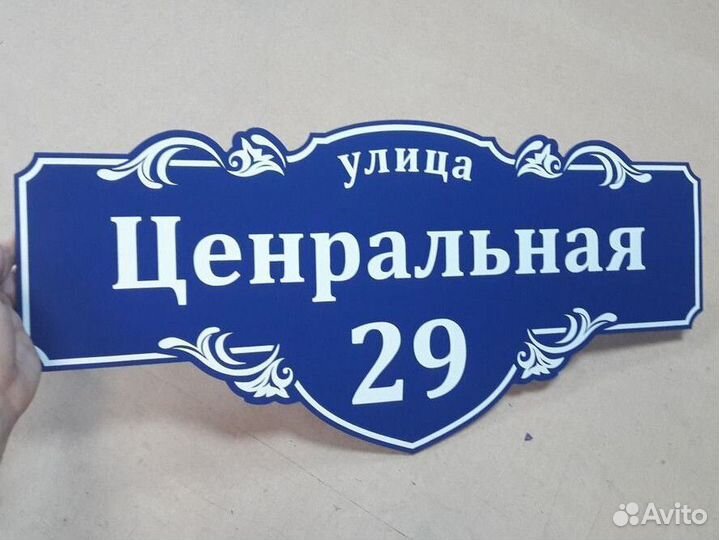 улица
Ценральная
29
Avito